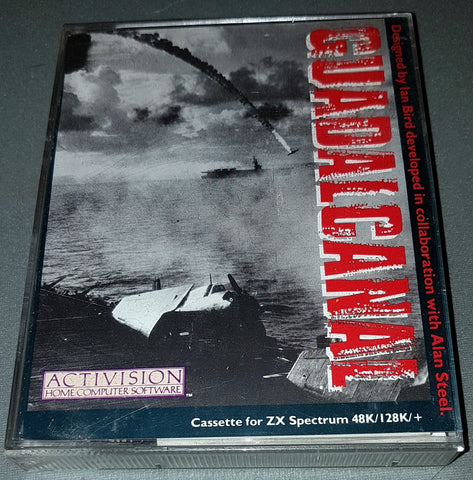 GUADALCANAL
Designed by Ian Bird developed in collaboration with Alan Steel.
ACTIVISION
HOME COMPUTER SOFTWARE
TM
Cassette for ZX Spectrum 48K/128K/+